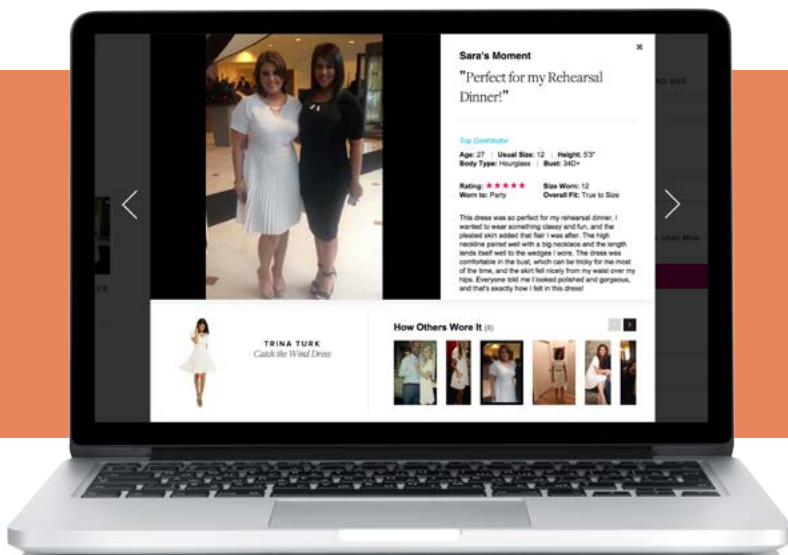 Sara's Moment
"Perfect for my Rehearsal
Dinner!"
Top Contributor
Age: 27 | Usual Size: 12 | Height: 5'3"
Body Type: Hourglass | Bust: 34D+
Rating: ★★★★★ Size Worn: 12
Worn to: Party Overall Fit: True to Size
This dress was so perfect for my rehearsal dinner. I
wanted to wear something classy and fun, and the
pleated skirt added that flair I was after. The high
neckline paired well with a big necklace and the length
lends itself well to the wedges I wore. The dress was
comfortable in the bust, which can be tricky for me most
of the time, and the skirt fell nicely from my waist over my
hips. Everyone told me I looked polished and gorgeous,
and that's exactly how I felt in this dress!
TRINA TURK
Catch the Wind Dress
How Others Wore It (8)
ND SIZE